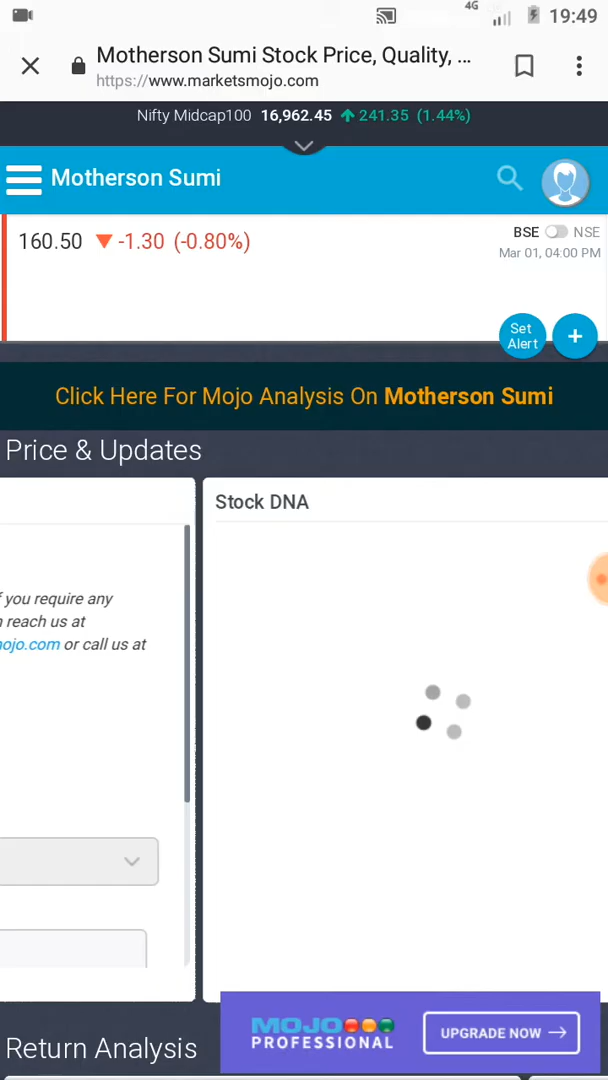 4G
19:49
Motherson Sumi Stock Price, Quality, ...
https://www.marketsmojo.com
Nifty Midcap100 16,962.45 241.35 (1.44%)
Motherson Sumi
160.50 ▼ -1.30 (-0.80%)
BSE NSE
Mar 01, 04:00 PM
Set
Alert
+
Click Here For Mojo Analysis On Motherson Sumi
Price & Updates
Stock DNA
f you require any
reach us at
ojo.com or call us at
MOJO
PROFESSIONAL
UPGRADE NOW →
Return Analysis